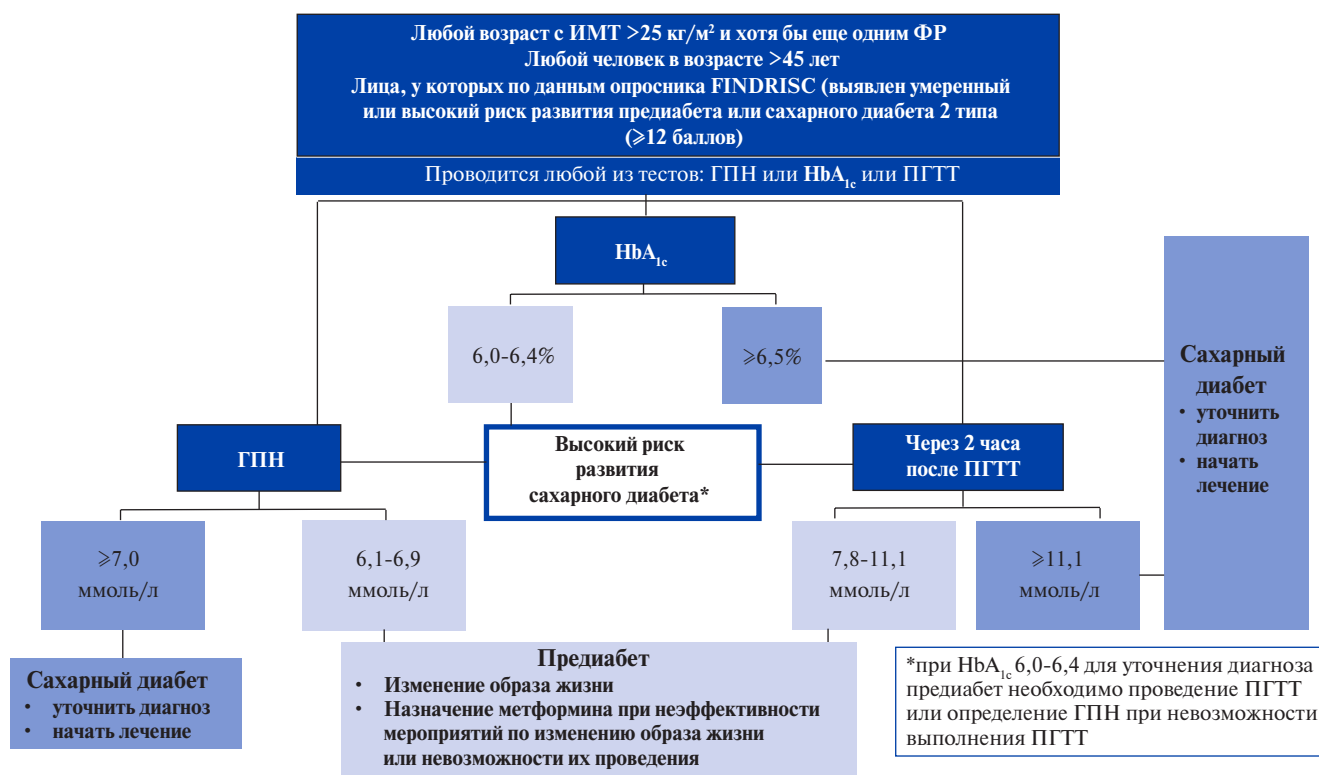 Любой возраст с ИМТ >25 кг/м² и хотя бы еще одним ФР
Любой человек в возрасте >45 лет
Лица, у которых по данным опросника FINDRISC (выявлен умеренный
или высокий риск развития предиабета или сахарного диабета 2 типа
(⩾12 баллов)
Проводится любой из тестов: ГПН или HbA1c или ПГТТ
HbA1c
6,0-6,4%
⩾6,5%
Сахарный
диабет
• уточнить
диагноз
• начать
лечение
ГПН
Высокий риск
развития
сахарного диабета*
Через 2 часа
после ПГТТ
⩾7,0
ммоль/л
6,1-6,9
ммоль/л
7,8-11,1
ммоль/л
⩾11,1
ммоль/л
Сахарный диабет
• уточнить диагноз
• начать лечение
Предиабет
• Изменение образа жизни
• Назначение метформина при неэффективности
мероприятий по изменению образа жизни
или невозможности их проведения
*при HbA1c 6,0-6,4 для уточнения диагноза
предиабет необходимо проведение ПГТТ
или определение ГПН при невозможности
выполнения ПГТТ